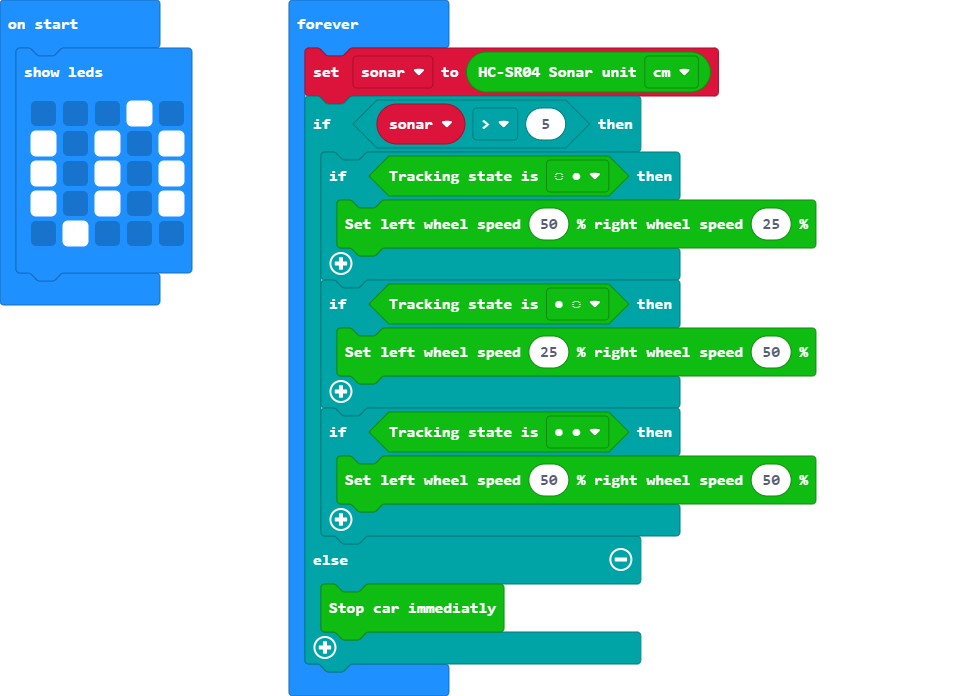 on start
show leds
forever
set sonar to HC-SR04 Sonar unit cm
if sonar > 5 then
if Tracking state is ◌ ● then
Set left wheel speed 50 % right wheel speed 25 %
if Tracking state is ● ◌ then
Set left wheel speed 25 % right wheel speed 50 %
if Tracking state is ● ● then
Set left wheel speed 50 % right wheel speed 50 %
else
Stop car immediatly